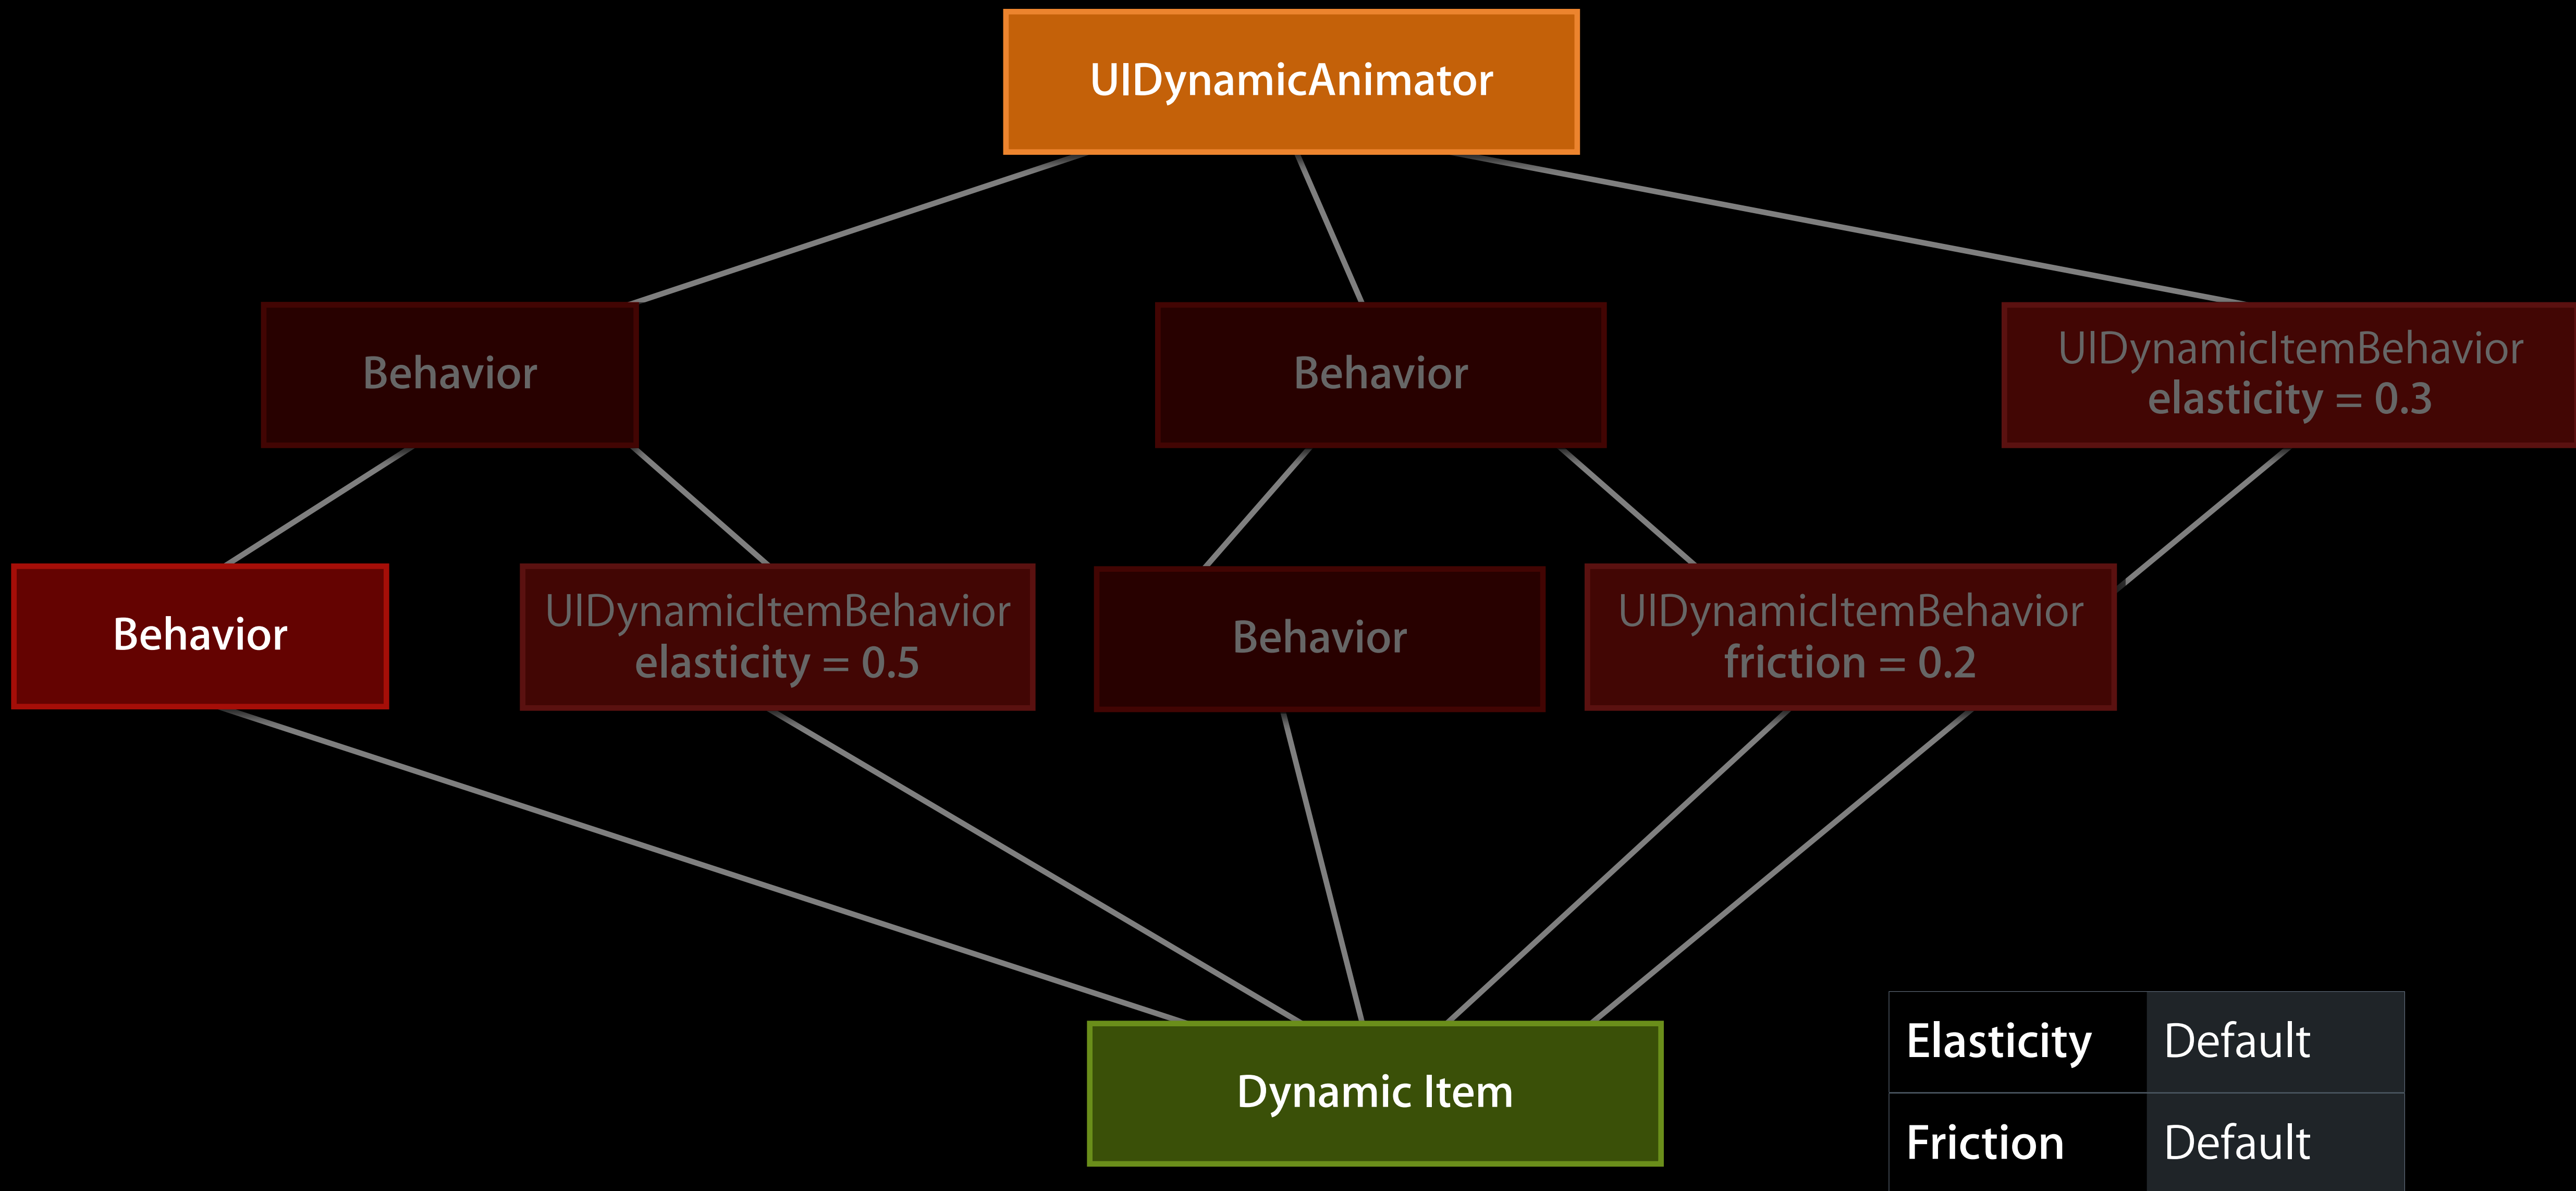 UIDynamicAnimator
Behavior
Behavior
UIDynamicItemBehavior
elasticity = 0.3
Behavior
UIDynamicItemBehavior
elasticity = 0.5
Behavior
UIDynamicItemBehavior
friction = 0.2
Dynamic Item
Elasticity Default
Friction Default